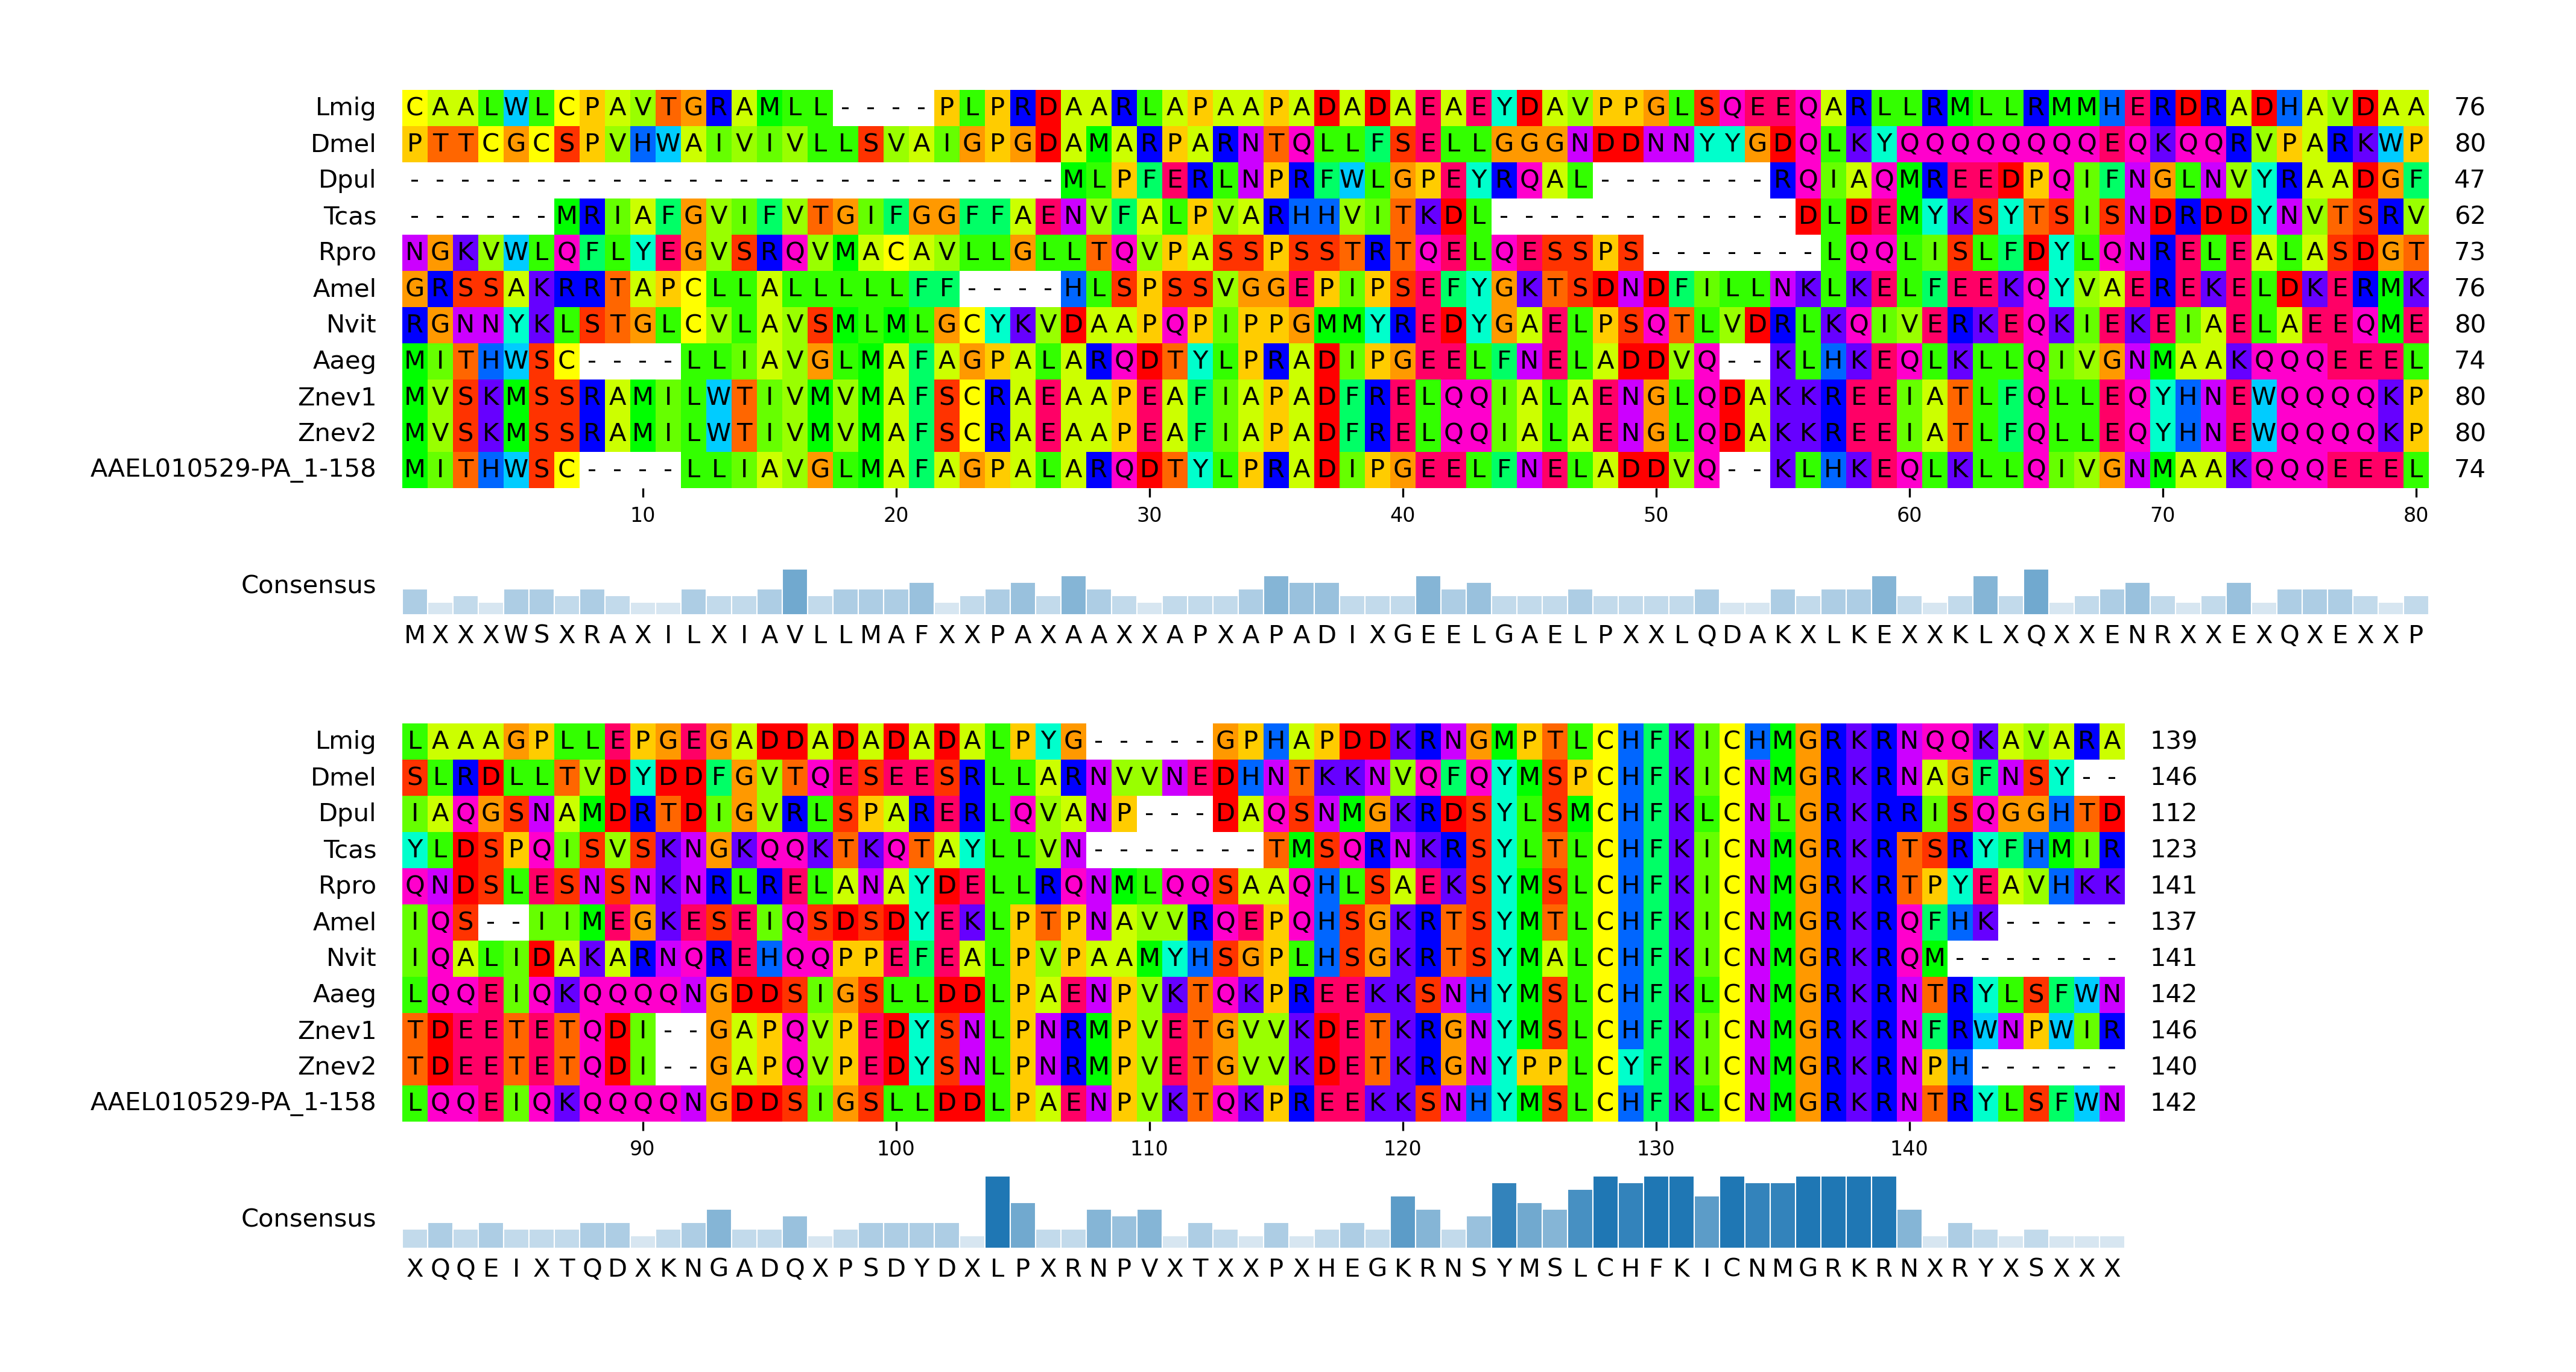 Lmig CAALWLCPAVTGRAMLL----PLPRDAARLAPAAPADADAEAEYDAVPPGLSQEEQARLLRMLLRMMHERDRADHAVDAA 76
Dmel PTTCGCSPVHWAIVIVLLSVAIGPGDAMARPARNTQLLFSELLGGGNDDNNYYGDQLKYQQQQQQQQEQKQQRVPARKWP 80
Dpul --------------------------MLPFERLNPRFWLGPEYRQAL-------RQIAQMREEDPQIFNGLNVYRAADGF 47
Tcas ------MRIAFGVIFVTGIFGGFFAENVFALPVARHHVITKDL------------DLDEMYKSYTSISNDRDDYNVTSRV 62
Rpro NGKVWLQFLYEGVSRQVMACAVLLGLLTQVPASSPSSTRTQELQESSPS-------LQQLISLFDYLQNRELEALASDGT 73
Amel GRSSAKRRTAPCLLALLLLLFF----HLSPSSVGGEPIPSEFYGKTSDNDFILLNKLKELFEEKQYVAEREKELDKERMK 76
Nvit RGNNYKLSTGLCVLAVSMLMLGCYKVDAAPQPIPPGMMYREDYGAELPSQTLVDRLKQIVERKEQKIEKEIAELAEEQME 80
Aaeg MITHWSC----LLIAVGLMAFAGPALARQDTYLPRADIPGEELFNELADDVQ--KLHKEQLKLLQIVGNMAAKQQQEEEL 74
Znev1 MVSKMSSRAMILWTIVMVMAFSCRAEAAPEAFIAPADFRELQQIALAENGLQDAKKREEIATLFQLLEQYHNEWQQQQKP 80
Znev2 MVSKMSSRAMILWTIVMVMAFSCRAEAAPEAFIAPADFRELQQIALAENGLQDAKKREEIATLFQLLEQYHNEWQQQQKP 80
AAEL010529-PA_1-158 MITHWSC----LLIAVGLMAFAGPALARQDTYLPRADIPGEELFNELADDVQ--KLHKEQLKLLQIVGNMAAKQQQEEEL 74
10 20 30 40 50 60 70 80
Consensus
MXXXWSXRAXILXIAVLLMAFXXPAXAAXXAPXAPADIXGEELGAELPXXLQDAKXLKEXXKLXQXXENRXXEXQXEXXP
Lmig LAAAGPLLEPGEGADDADADADALPYG-----GPHAPDDKRNGMPTLCHFKICHMGRKRNQQKAVARA 139
Dmel SLRDLLTVDYDDFGVTQESEESRLLARNVVNEDHNTKKNVQFQYMSPCHFKICNMGRKRNAGFNSY-- 146
Dpul IAQGSNAMDRTDIGVRLSPARERLQVANP---DAQSNMGKRDSYLSMCHFKLCNLGRKRRISQGGHTD 112
Tcas YLDSPQISVSKNGKQQKTKQTAYLLVN-------TMSQRNKRSYLTLCHFKICNMGRKRTSRYFHMIR 123
Rpro QNDSLESNSNKNRLRELANAYDELLRQNMLQQSAAQHLSAEKSYMSLCHFKICNMGRKRTPYEAVHKK 141
Amel IQS--IIMEGKESEIQSDSDYEKLPTPNAVVRQEPQHSGKRTSYMTLCHFKICNMGRKRQFHK----- 137
Nvit IQALIDAKARNQREHQQPPEFEALPVPAAMYHSGPLHSGKRTSYMALCHFKICNMGRKRQM------- 141
Aaeg LQQEIQKQQQQNGDDSIGSLLDDLPAENPVKTQKPREEKKSNHYMSLCHFKLCNMGRKRNTRYLSFWN 142
Znev1 TDEETETQDI--GAPQVPEDYSNLPNRMPVETGVVKDETKRGNYMSLCHFKICNMGRKRNFRWNPWIR 146
Znev2 TDEETETQDI--GAPQVPEDYSNLPNRMPVETGVVKDETKRGNYPPLCYFKICNMGRKRNPH------ 140
AAEL010529-PA_1-158 LQQEIQKQQQQNGDDSIGSLLDDLPAENPVKTQKPREEKKSNHYMSLCHFKLCNMGRKRNTRYLSFWN 142
90 100 110 120 130 140
Consensus
XQQEIXTQDXKNGADQXPSDYDXLPXRNPVXTXXPXHEGKRNSYMSLCHFKICNMGRKRNXRYXSXXX